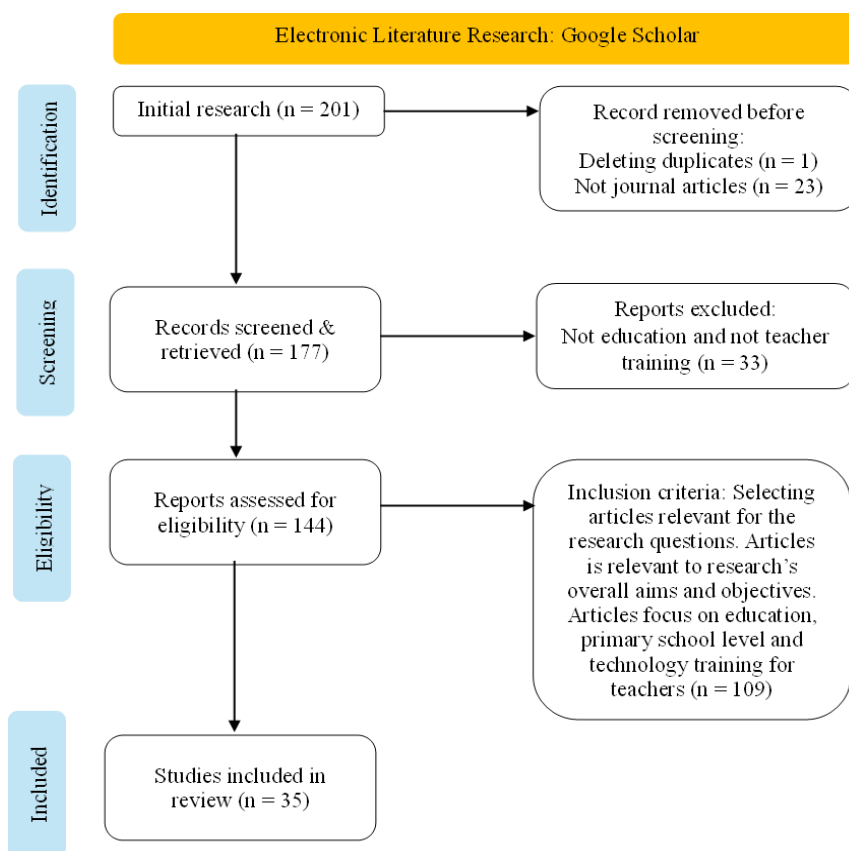 Electronic Literature Research: Google Scholar
Identification
Initial research (n = 201)
Record removed before
screening:
Deleting duplicates (n = 1)
Not journal articles (n = 23)
Screening
Records screened &
retrieved (n = 177)
Reports excluded:
Not education and not teacher
training (n = 33)
Eligibility
Reports assessed for
eligibility (n = 144)
Inclusion criteria: Selecting
articles relevant for the
research questions. Articles
is relevant to research's
overall aims and objectives.
Articles focus on education,
primary school level and
technology training for
teachers (n = 109)
Included
Studies included in
review (n = 35)